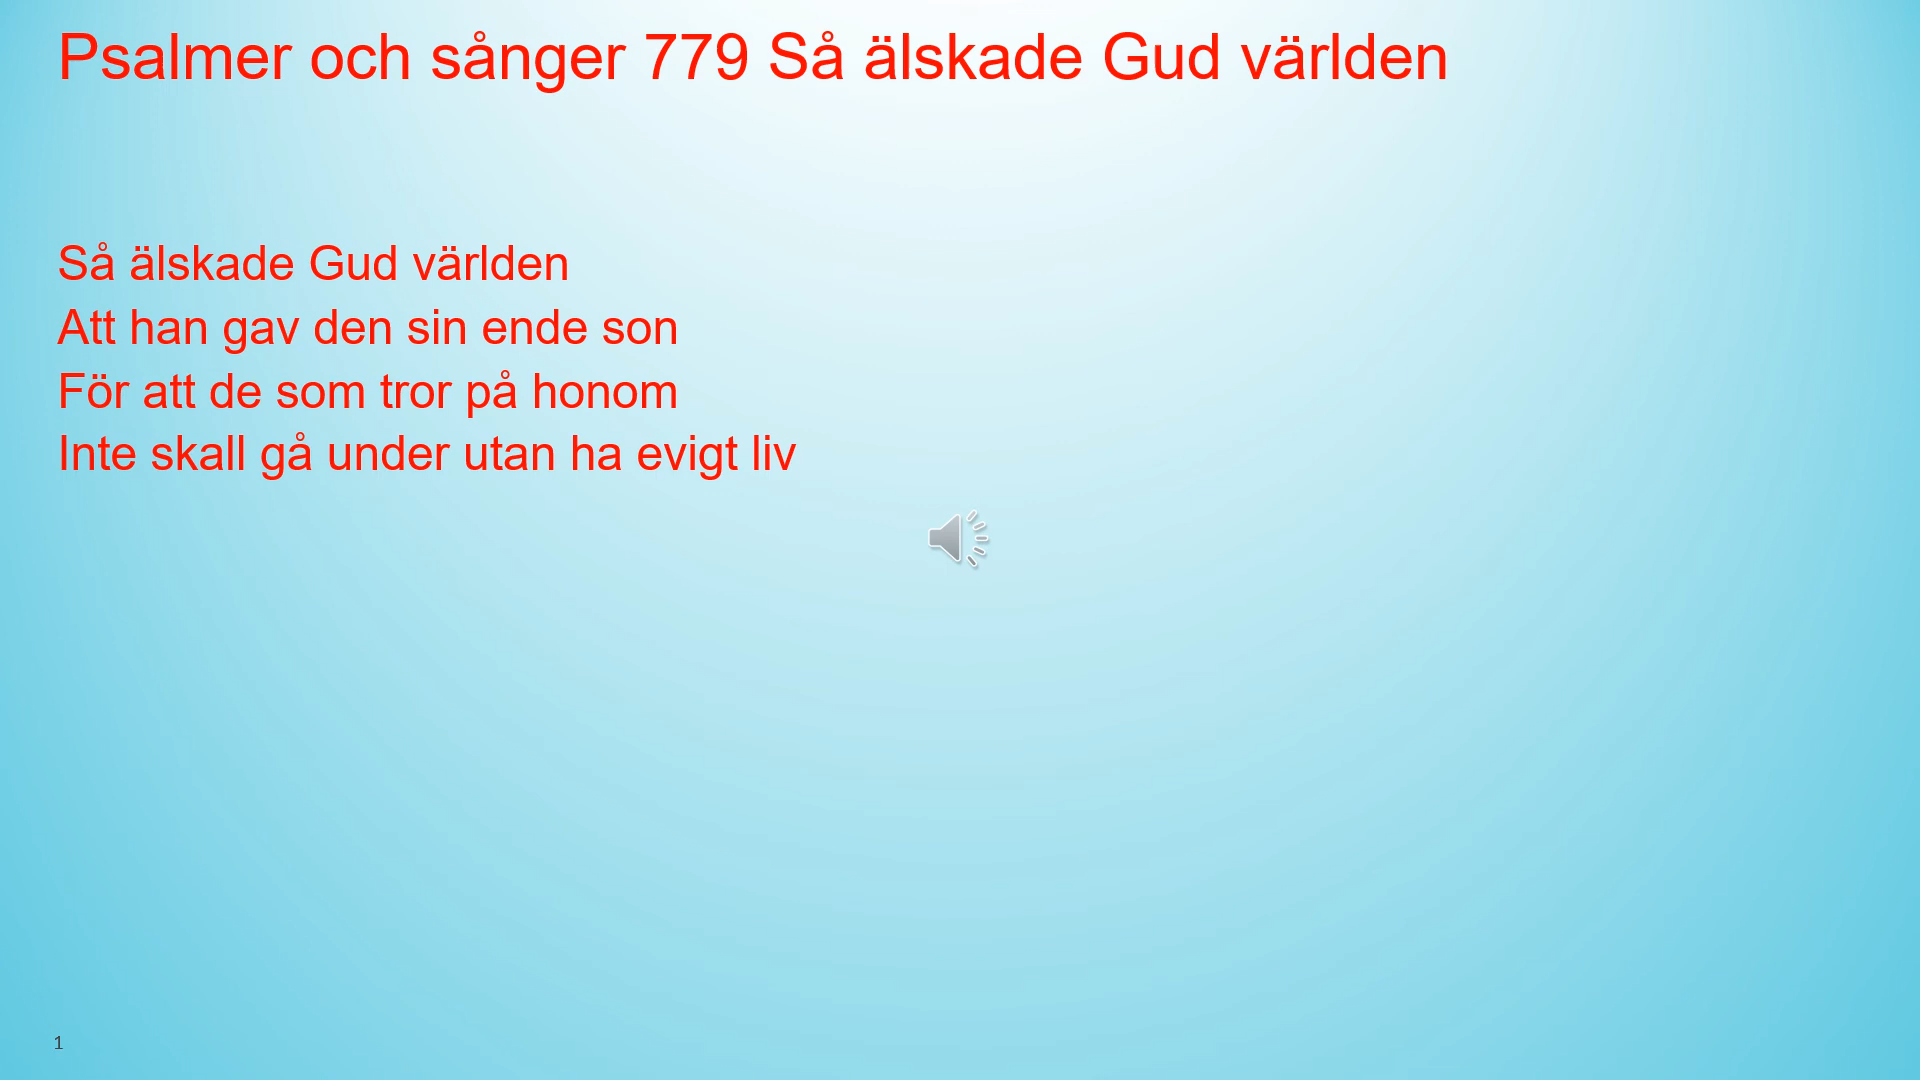 Psalmer och sånger 779 Så älskade Gud världen
Så älskade Gud världen
Att han gav den sin ende son
För att de som tror på honom
Inte skall gå under utan ha evigt liv
1